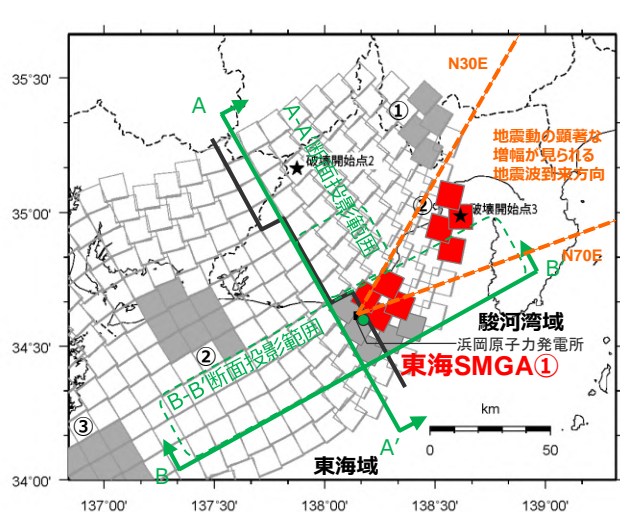 35°30'
35°00'
34°30'
34°00'
137°00'
137°30'
138°00'
138°30'
139°00'
N30E
地震動の顕著な
増幅が見られる
地震波到来方向
N70E
A
A-A'断面投影範囲
①
破壊開始点2
②
破壊開始点3
B'
駿河湾域
浜岡原子力発電所
東海SMGA①
B-B'断面投影範囲
②
③
km
0
50
A'
B
東海域